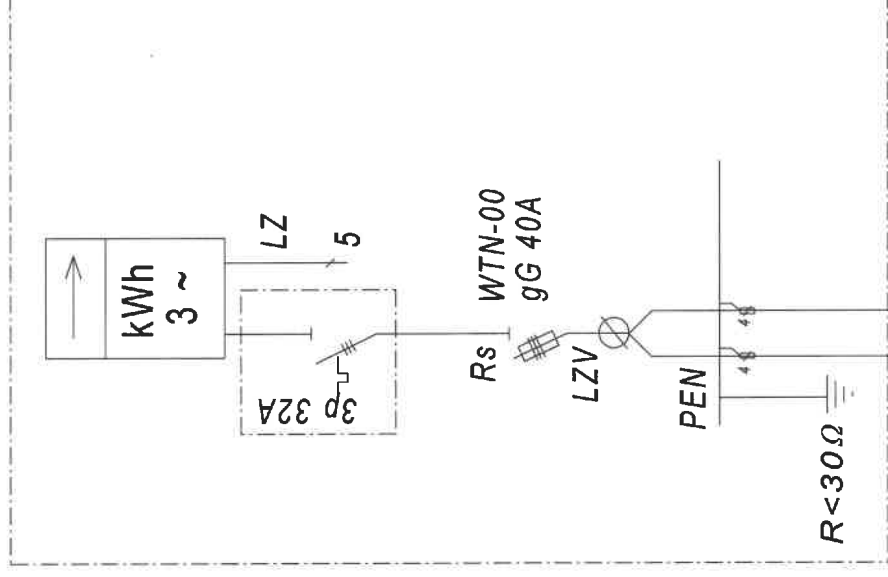 kWh
3 ~
LZ
5
3p 32A
WTN-00
gG 40A
Rs
LZV
PEN
4
4
R<30Ω